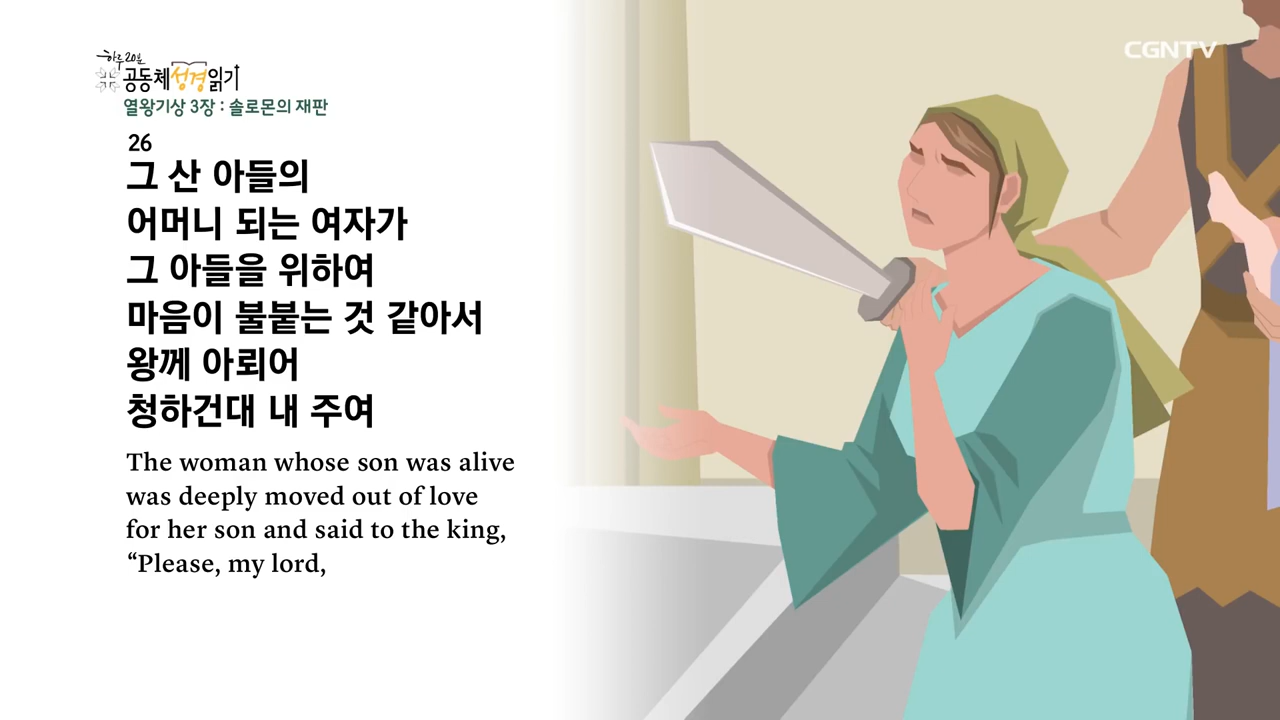 하루20분
공동체성경읽기
CGNTV
열왕기상 3장 : 솔로몬의 재판
26
그 산 아들의
어머니 되는 여자가
그 아들을 위하여
마음이 불붙는 것 같아서
왕께 아뢰어
청하건대 내 주여
The woman whose son was alive
was deeply moved out of love
for her son and said to the king,
“Please, my lord,